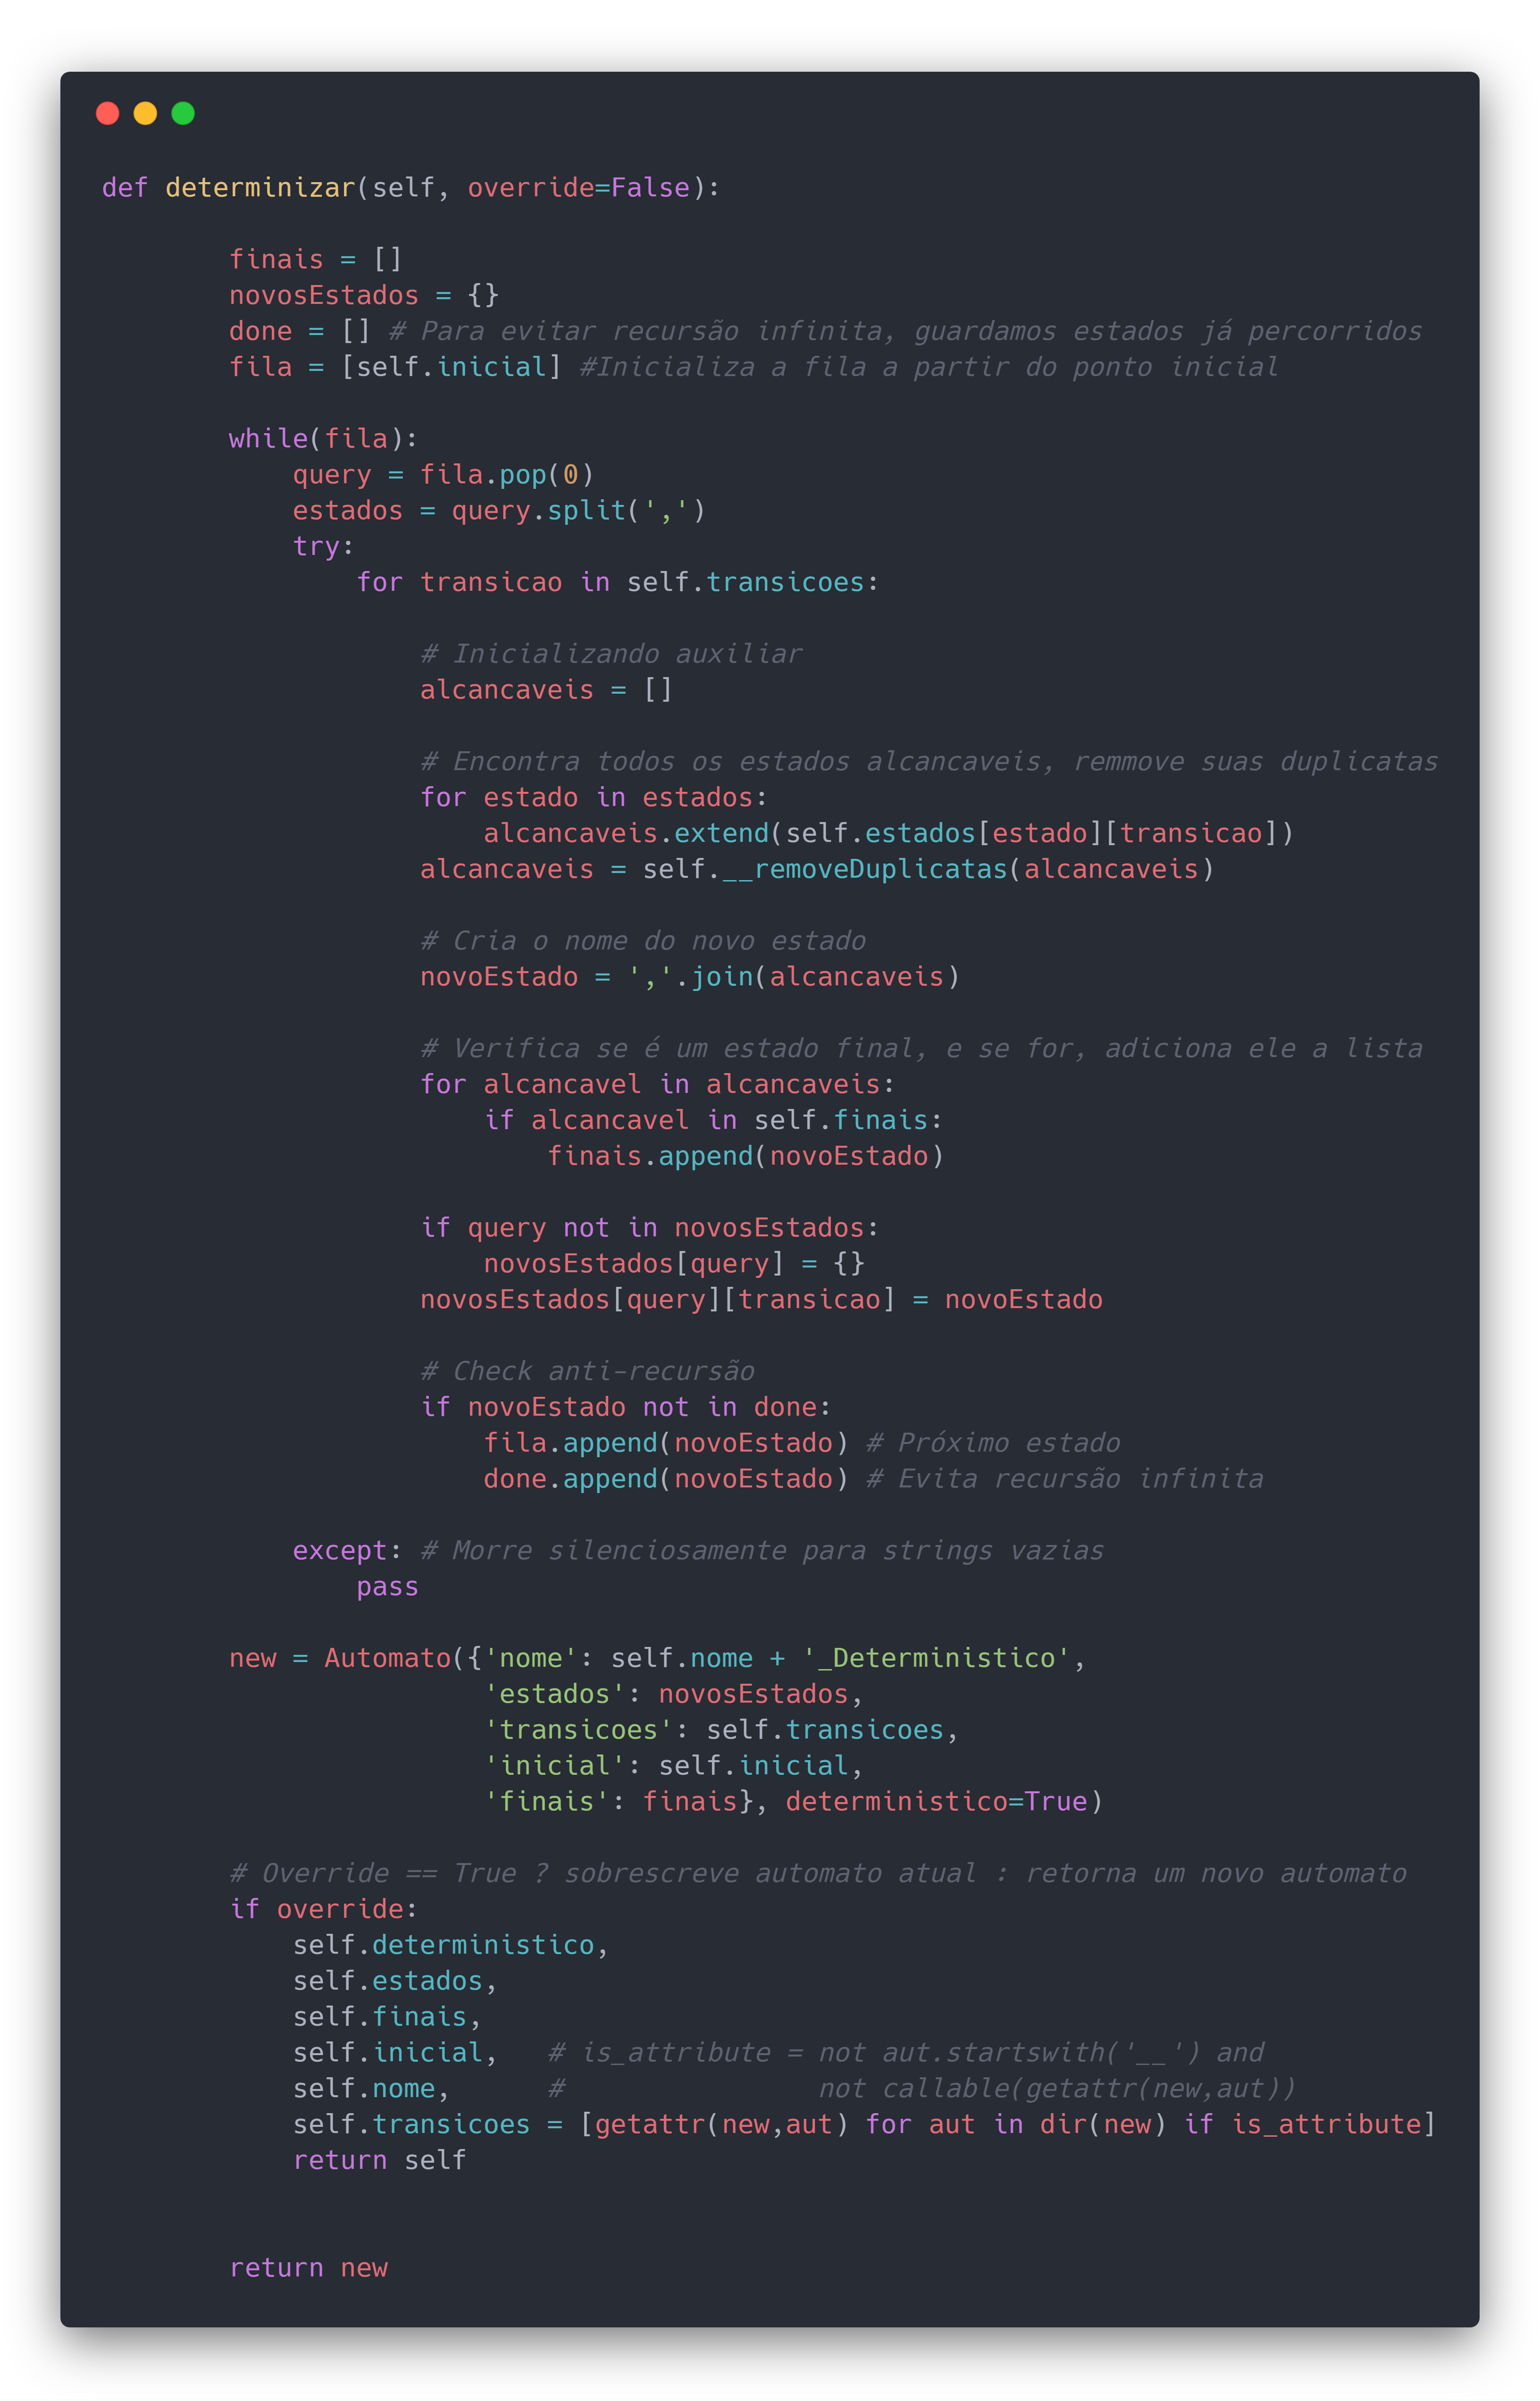 def determinizar(self, override=False):

        finais = []
        novosEstados = {}
        done = [] # Para evitar recursão infinita, guardamos estados já percorridos
        fila = [self.inicial] #Inicializa a fila a partir do ponto inicial

        while(fila):
            query = fila.pop(0)
            estados = query.split(',')
            try:
                for transicao in self.transicoes:

                    # Inicializando auxiliar
                    alcancaveis = []

                    # Encontra todos os estados alcancaveis, remmove suas duplicatas
                    for estado in estados:
                        alcancaveis.extend(self.estados[estado][transicao])
                    alcancaveis = self.__removeDuplicatas(alcancaveis)

                    # Cria o nome do novo estado
                    novoEstado = ','.join(alcancaveis)

                    # Verifica se é um estado final, e se for, adiciona ele a lista
                    for alcancavel in alcancaveis:
                        if alcancavel in self.finais:
                            finais.append(novoEstado)

                    if query not in novosEstados:
                        novosEstados[query] = {}
                    novosEstados[query][transicao] = novoEstado

                    # Check anti-recursão
                    if novoEstado not in done:
                        fila.append(novoEstado) # Próximo estado
                        done.append(novoEstado) # Evita recursão infinita

            except: # Morre silenciosamente para strings vazias
                pass

        new = Automato({'nome': self.nome + '_Deterministico',
                        'estados': novosEstados,
                        'transicoes': self.transicoes,
                        'inicial': self.inicial,
                        'finais': finais}, deterministico=True)

        # Override == True ? sobrescreve automato atual : retorna um novo automato
        if override:
            self.deterministico,
            self.estados,
            self.finais,
            self.inicial,   # is_attribute = not aut.startswith('__') and
            self.nome,      #                not callable(getattr(new,aut))
            self.transicoes = [getattr(new,aut) for aut in dir(new) if is_attribute]
            return self


        return new